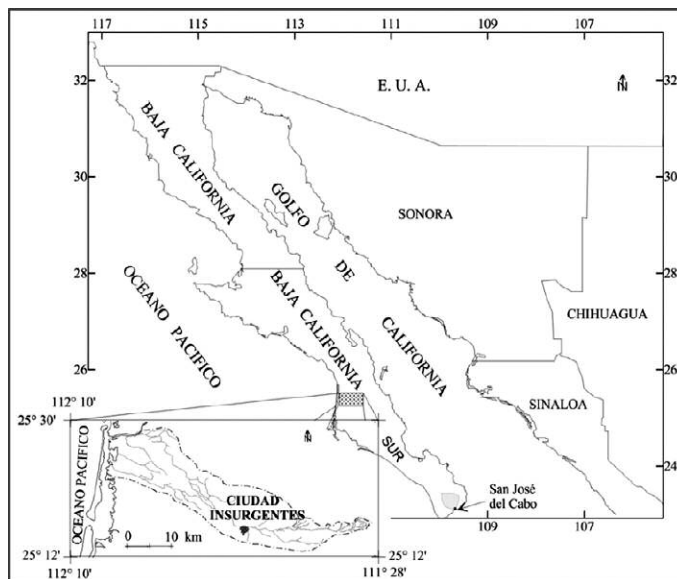 117 115 113 112 111 109 107
32
E. U. A.
N
32
BAJA CALIFORNIA
30
30
GOLFO
SONORA
28
DE
28
OCEANO PACIFICO
BAJA CALIFORNIA
CALIFORNIA
CHIHUAGUA
26
26
112° 10'
25° 30'
SINALOA
N
SUR
24
OCEANO PACIFICO
CIUDAD
INSURGENTES
San José
del Cabo
0 10 km
25° 12'
25° 12'
109 107
112° 10'
111° 28'